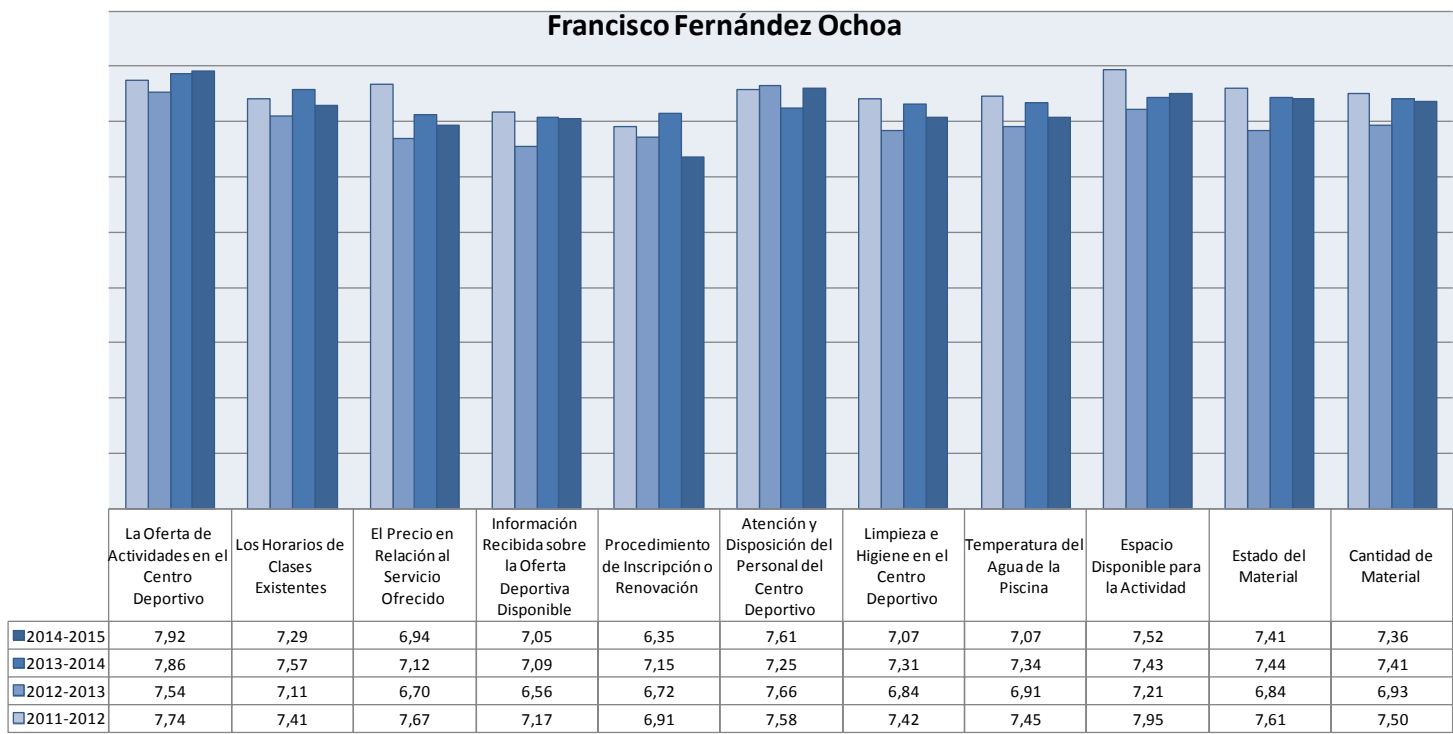 Francisco Fernández Ochoa
La Oferta de
Actividades en el
Centro
Deportivo
Los Horarios de
Clases
Existentes
El Precio en
Relación al
Servicio
Ofrecido
Información
Recibida sobre
la Oferta
Deportiva
Disponible
Procedimiento
de Inscripción o
Renovación
Atención y
Disposición del
Personal del
Centro
Deportivo
Limpieza e
Higiene en el
Centro
Deportivo
Temperatura del
Agua de la
Piscina
Espacio
Disponible para
la Actividad
Estado del
Material
Cantidad de
Material
2014-2015 7,92 7,29 6,94 7,05 6,35 7,61 7,07 7,07 7,52 7,41 7,36
2013-2014 7,86 7,57 7,12 7,09 7,15 7,25 7,31 7,34 7,43 7,44 7,41
2012-2013 7,54 7,11 6,70 6,56 6,72 7,66 6,84 6,91 7,21 6,84 6,93
2011-2012 7,74 7,41 7,67 7,17 6,91 7,58 7,42 7,45 7,95 7,61 7,50